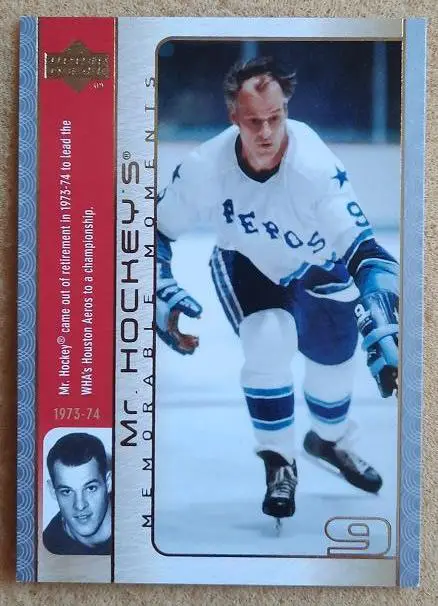 UPPER DECK
Mr. Hockey® came out of retirement in 1973-74 to lead the
WHA's Houston Aeros to a championship.
1973-74
Mr. HOCKEY'S®
MEMORABLE MOMENTS
AEROS
9
9